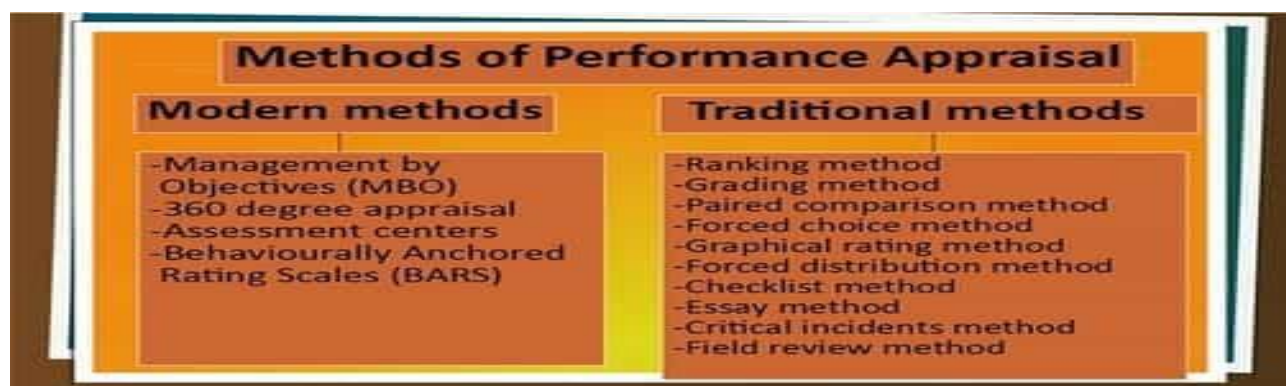 Methods of Performance Appraisal
Modern methods
-Management by
Objectives (MBO)
-360 degree appraisal
-Assessment centers
-Behaviourally Anchored
Rating Scales (BARS)
Traditional methods
-Ranking method
-Grading method
-Paired comparison method
-Forced choice method
-Graphical rating method
-Forced distribution method
-Checklist method
-Essay method
-Critical incidents method
-Field review method